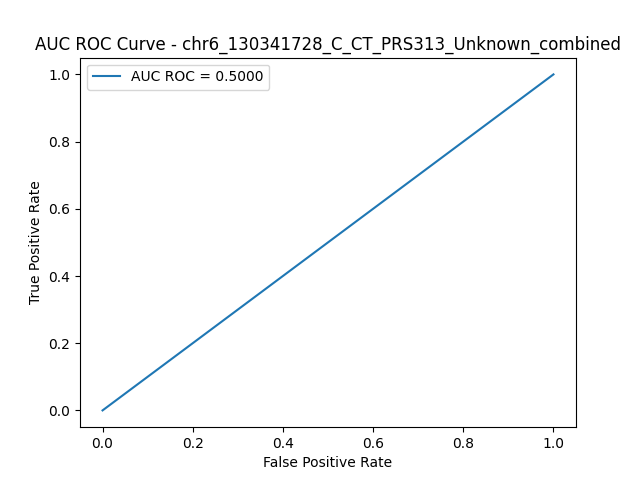 AUC ROC Curve - chr6_130341728_C_CT_PRS313_Unknown_combined
AUC ROC = 0.5000
1.0
0.8
0.6
0.4
0.2
0.0
True Positive Rate
0.0 0.2 0.4 0.6 0.8 1.0
False Positive Rate